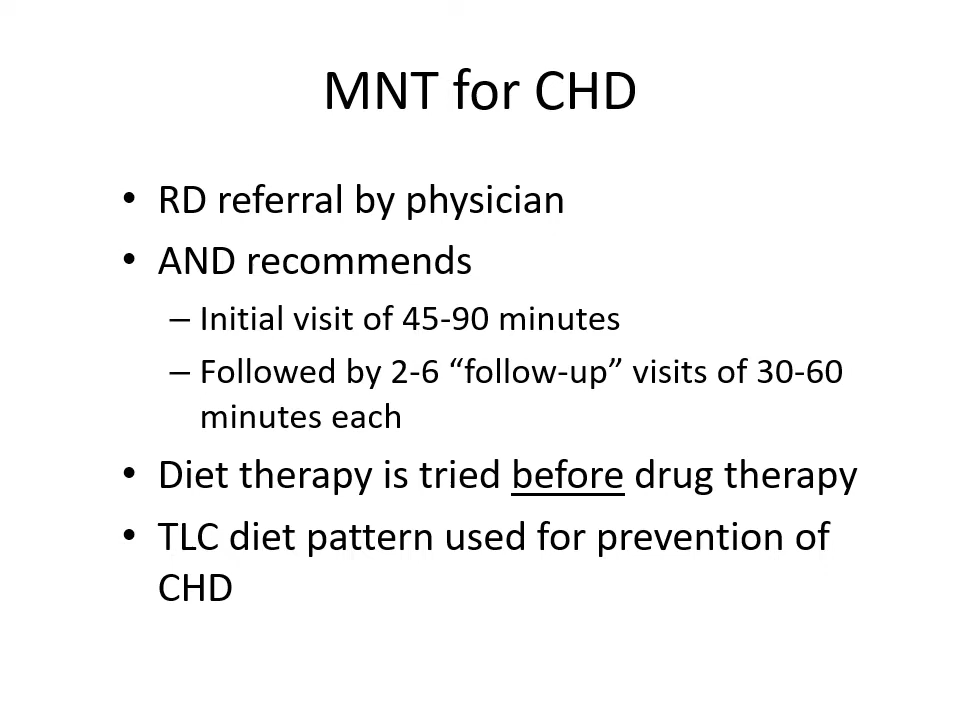 MNT for CHD
• RD referral by physician
• AND recommends
– Initial visit of 45-90 minutes
– Followed by 2-6 “follow-up” visits of 30-60
minutes each
• Diet therapy is tried before drug therapy
• TLC diet pattern used for prevention of
CHD